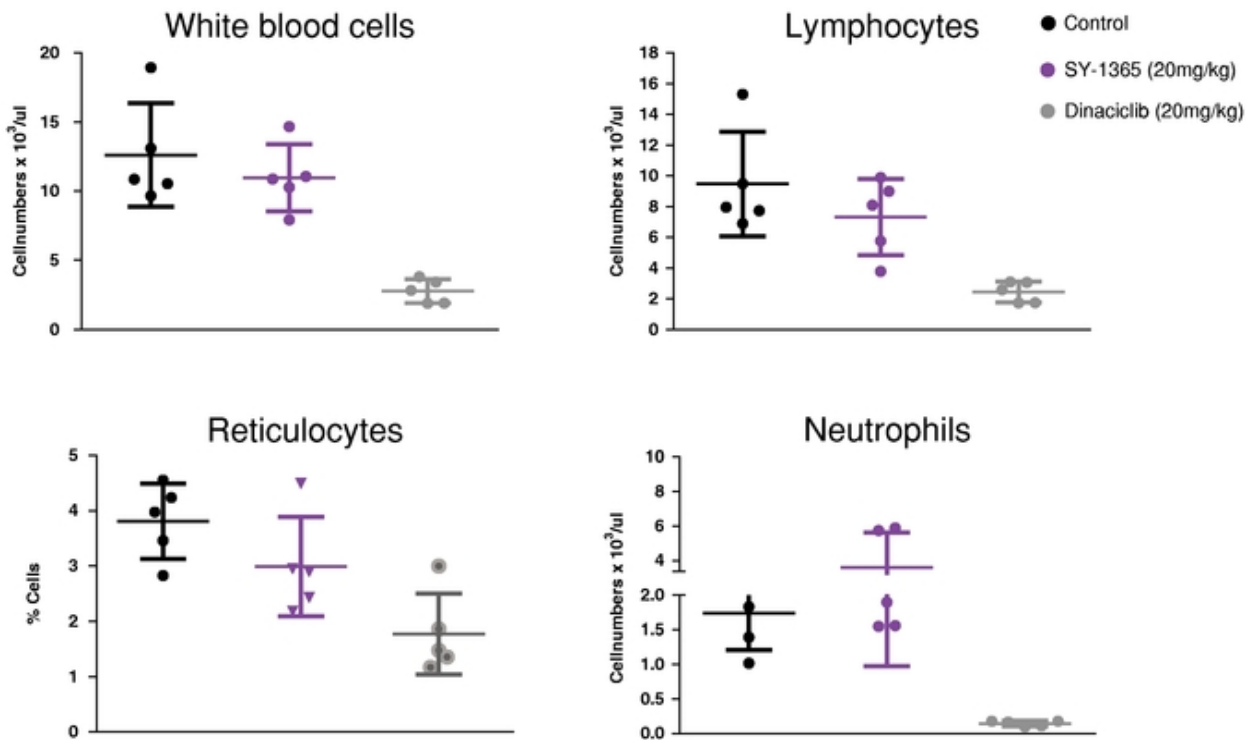 White blood cells
Cellnumbers x 10³/ul
20
15
10
5
0
Lymphocytes
Cellnumbers x 10³/ul
18
16
14
12
10
8
6
4
2
0
Control
SY-1365 (20mg/kg)
Dinaciclib (20mg/kg)
Reticulocytes
% Cells
5
4
3
2
1
0
Neutrophils
Cellnumbers x 10³/ul
10
8
6
4
2.0
1.5
1.0
0.5
0.0